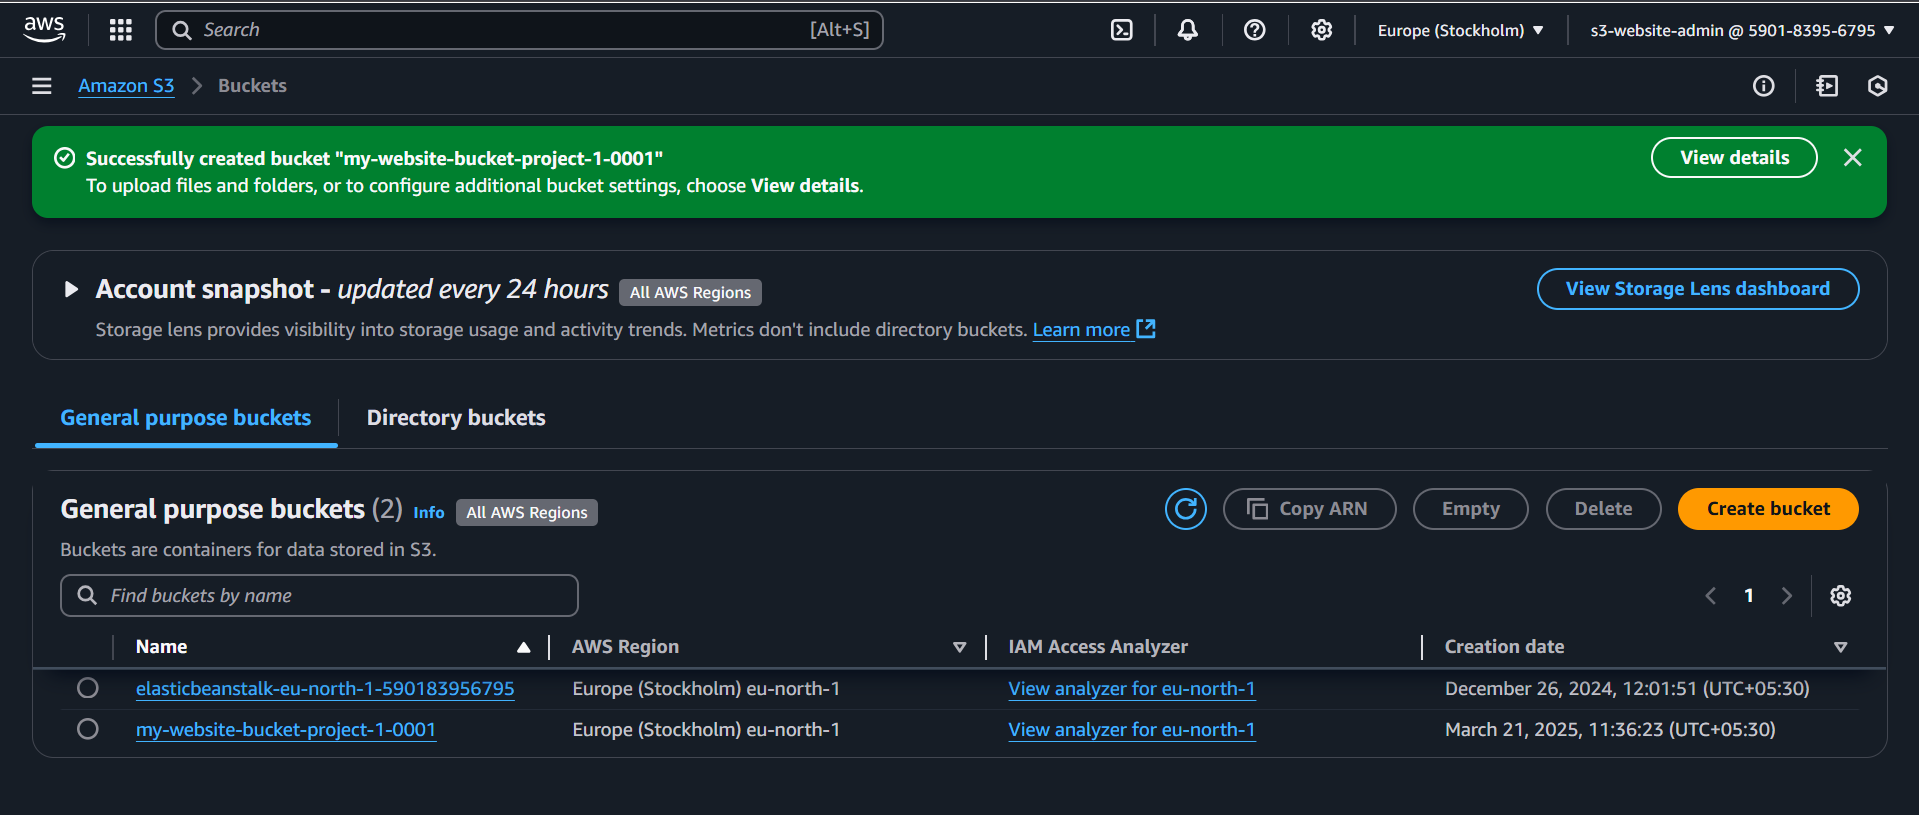 aws
Search [Alt+S]
Europe (Stockholm)
s3-website-admin @ 5901-8395-6795
Amazon S3 Buckets
Successfully created bucket "my-website-bucket-project-1-0001"
To upload files and folders, or to configure additional bucket settings, choose View details.
View details
Account snapshot - updated every 24 hours All AWS Regions
View Storage Lens dashboard
Storage lens provides visibility into storage usage and activity trends. Metrics don't include directory buckets. Learn more
General purpose buckets Directory buckets
General purpose buckets (2) Info All AWS Regions
Copy ARN Empty Delete Create bucket
Buckets are containers for data stored in S3.
Find buckets by name
1
Name AWS Region IAM Access Analyzer Creation date
elasticbeanstalk-eu-north-1-590183956795 Europe (Stockholm) eu-north-1 View analyzer for eu-north-1 December 26, 2024, 12:01:51 (UTC+05:30)
my-website-bucket-project-1-0001 Europe (Stockholm) eu-north-1 View analyzer for eu-north-1 March 21, 2025, 11:36:23 (UTC+05:30)